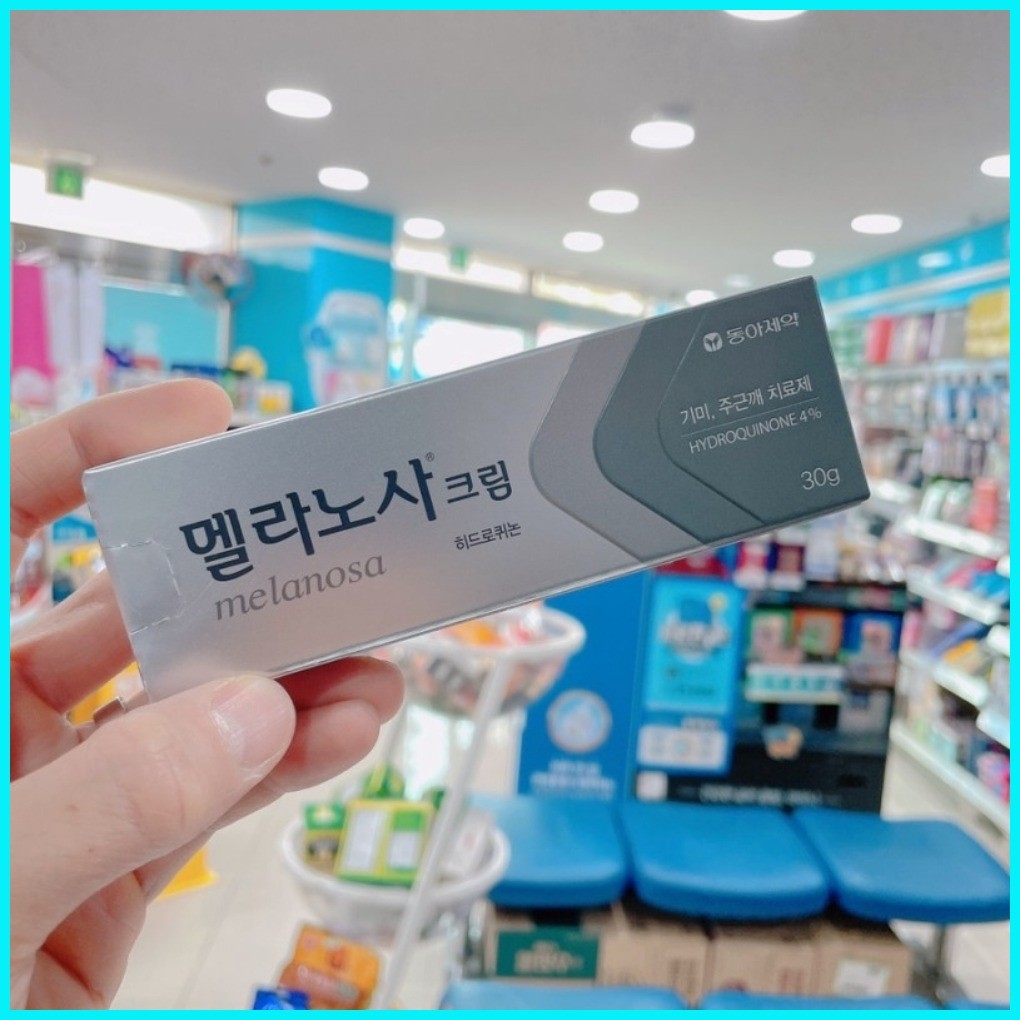 동아제약
기미, 주근깨 치료제
HYDROQUINONE 4%
30g
멜라노사® 크림
히드로퀴논
melanosa